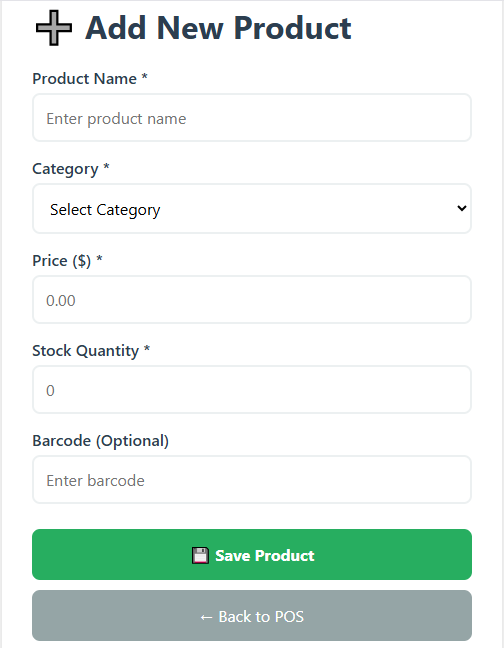 ➕ Add New Product
Product Name *
Enter product name
Category *
Select Category
Price ($) *
0.00
Stock Quantity *
0
Barcode (Optional)
Enter barcode
💾 Save Product
← Back to POS